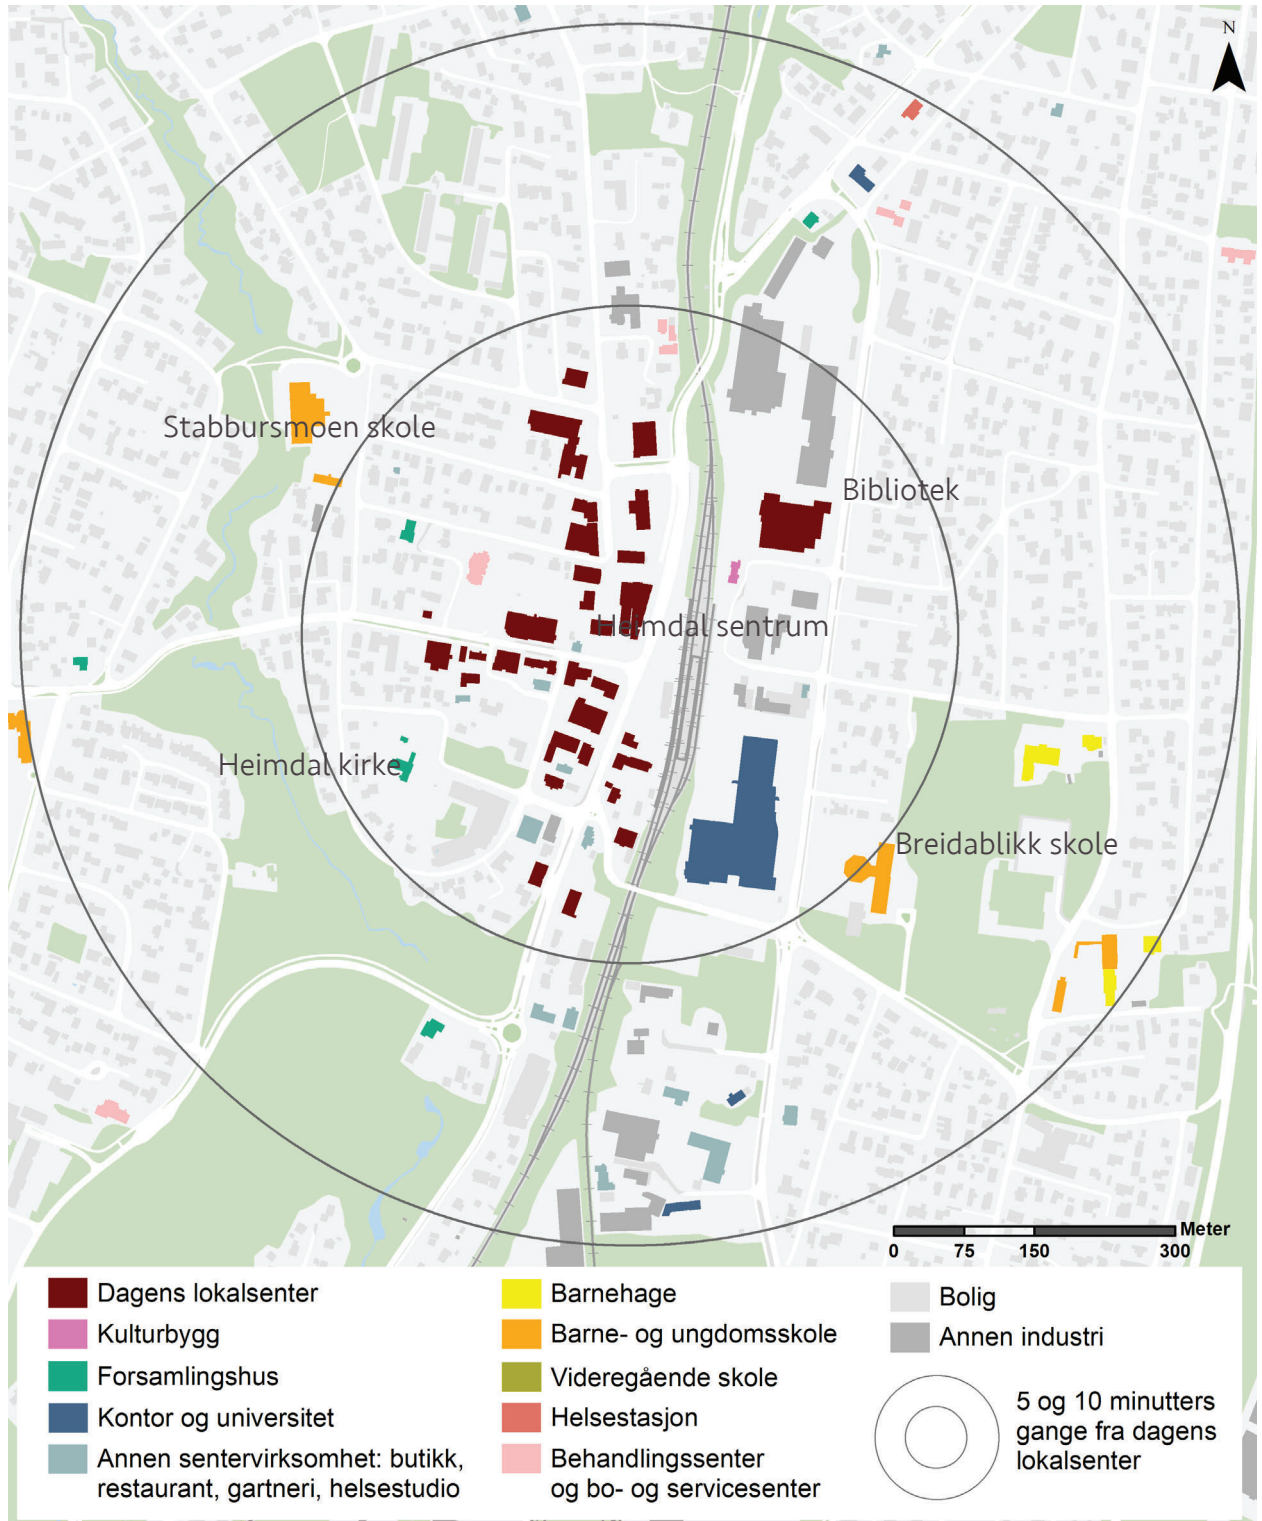 N
Stabbursmoen skole
Bibliotek
Heimdal sentrum
Heimdal kirke
Breidablikk skole
Meter
0 75 150 300
Dagens lokalsenter
Kulturbygg
Forsamlingshus
Kontor og universitet
Annen sentervirksomhet: butikk,
restaurant, gartneri, helsestudio
Barnehage
Barne- og ungdomsskole
Videregående skole
Helsestasjon
Behandlingssenter
og bo- og servicesenter
Bolig
Annen industri
5 og 10 minutters
gange fra dagens
lokalsenter